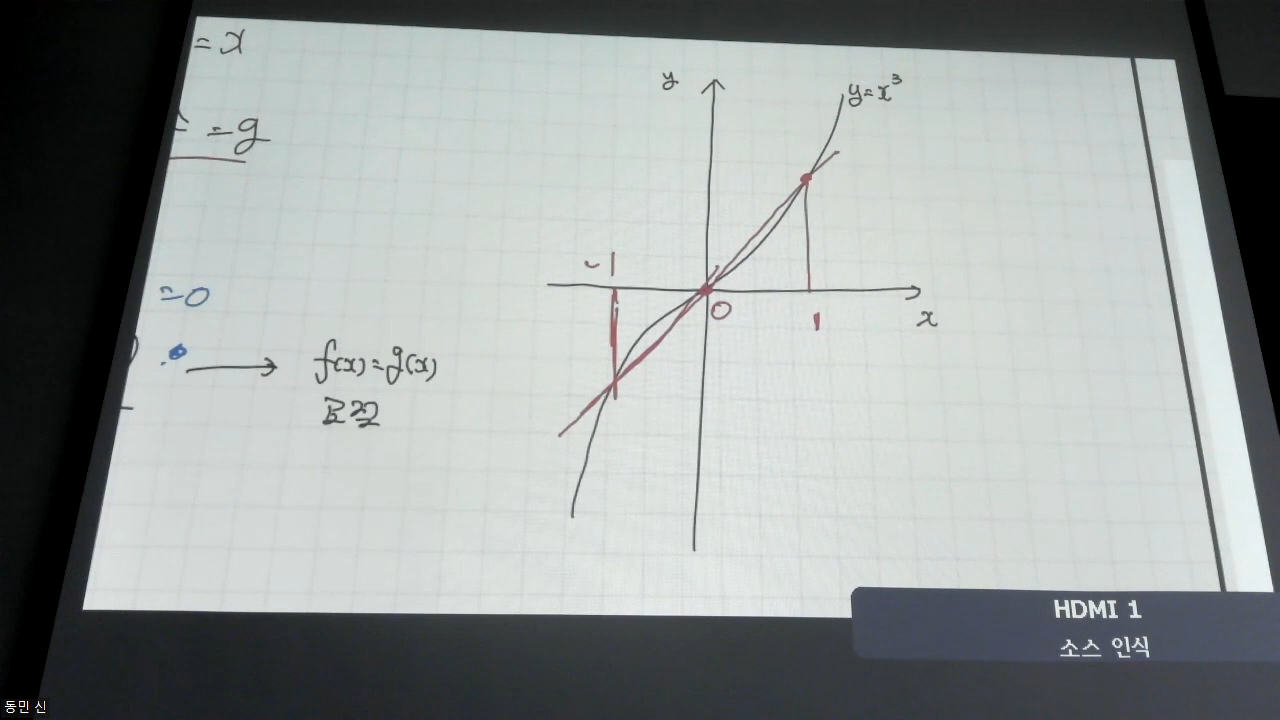 = x
= g
= 0
f(x) = g(x)
y
y = x³
-1
0
1
x
HDMI 1
소스 인식
동민 신